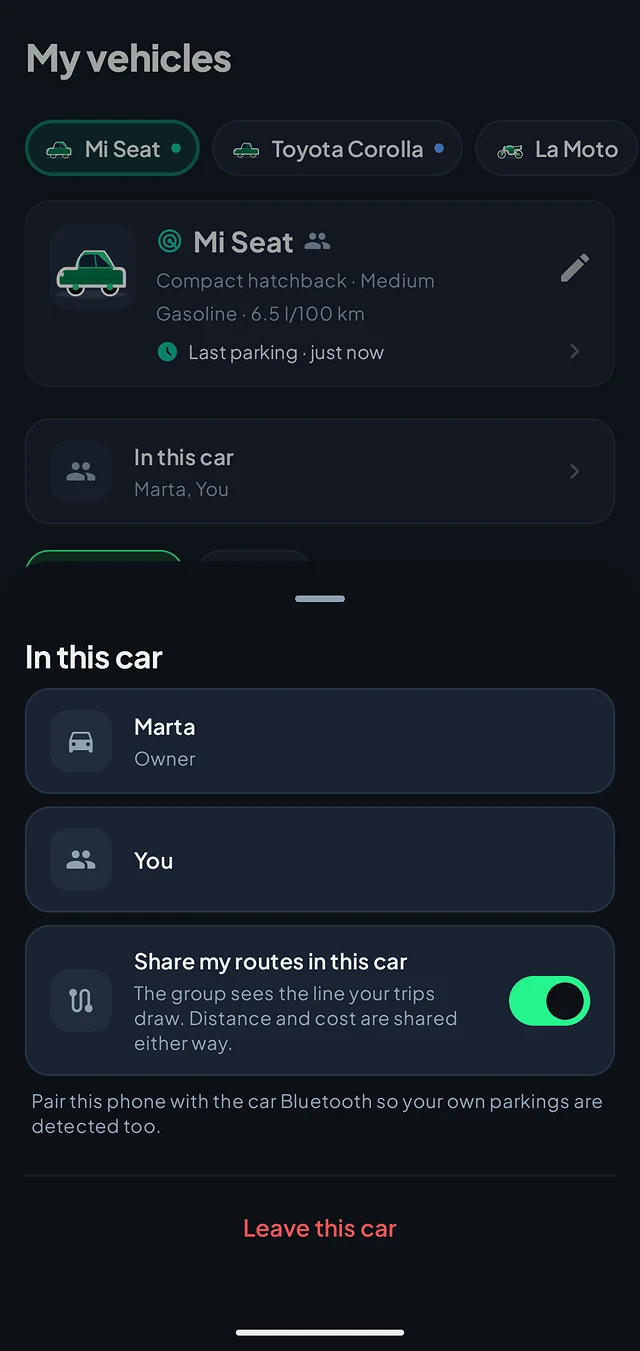 My vehicles
Mi Seat
Toyota Corolla
La Moto
Mi Seat
Compact hatchback · Medium
Gasoline · 6.5 l/100 km
Last parking · just now
In this car
Marta, You
In this car
Marta
Owner
You
Share my routes in this car
The group sees the line your trips
draw. Distance and cost are shared
either way.
Pair this phone with the car Bluetooth so your own parkings are
detected too.
Leave this car